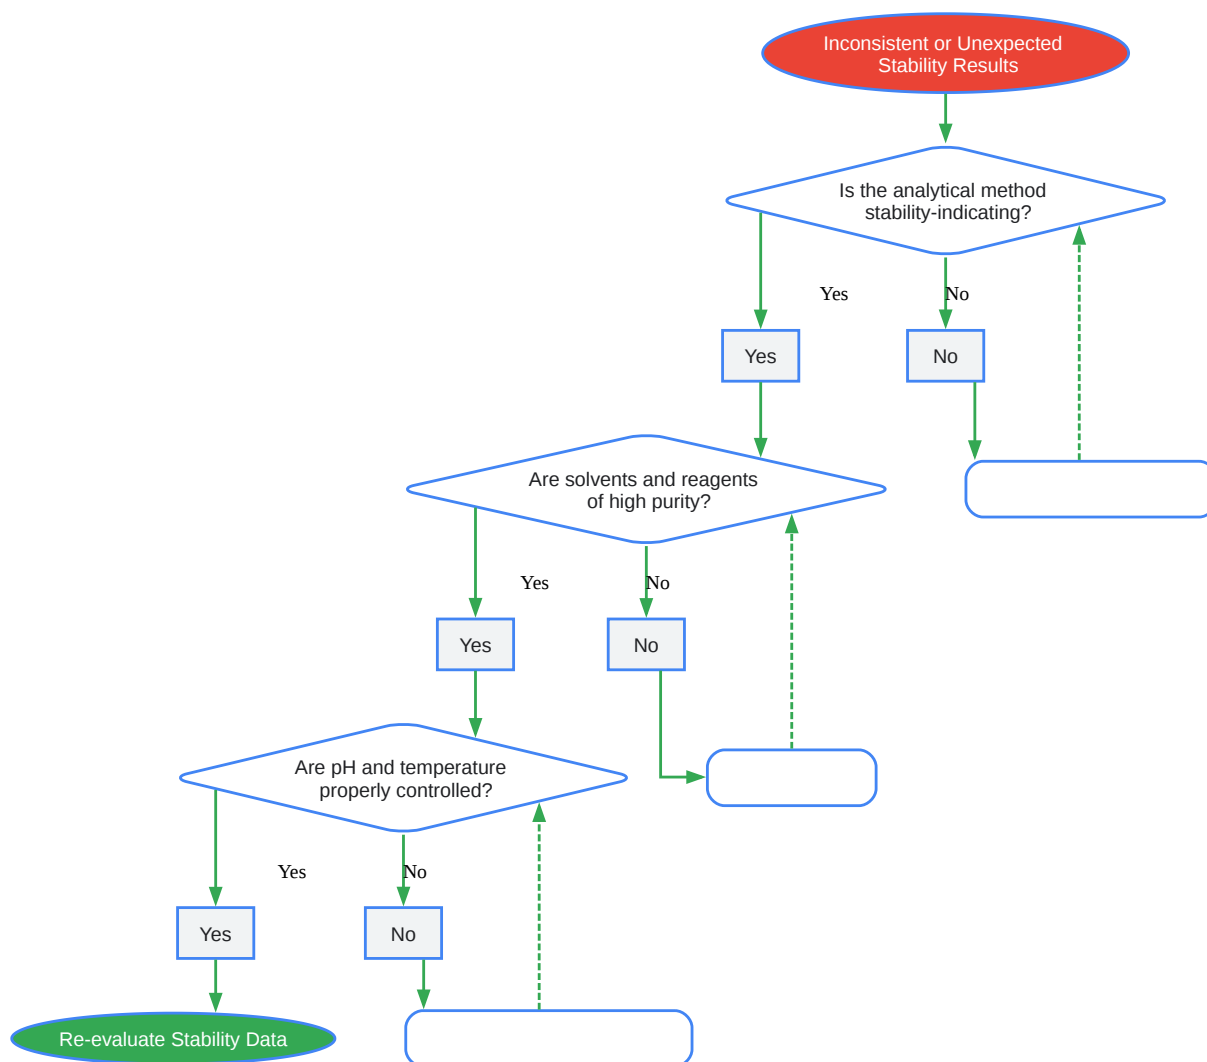 Inconsistent or Unexpected
Stability Results
Is the analytical method
stability-indicating?
Yes
No
Yes
No
Are solvents and reagents
of high purity?
Yes
No
Yes
No
Are pH and temperature
properly controlled?
Yes
No
Yes
No
Re-evaluate Stability Data